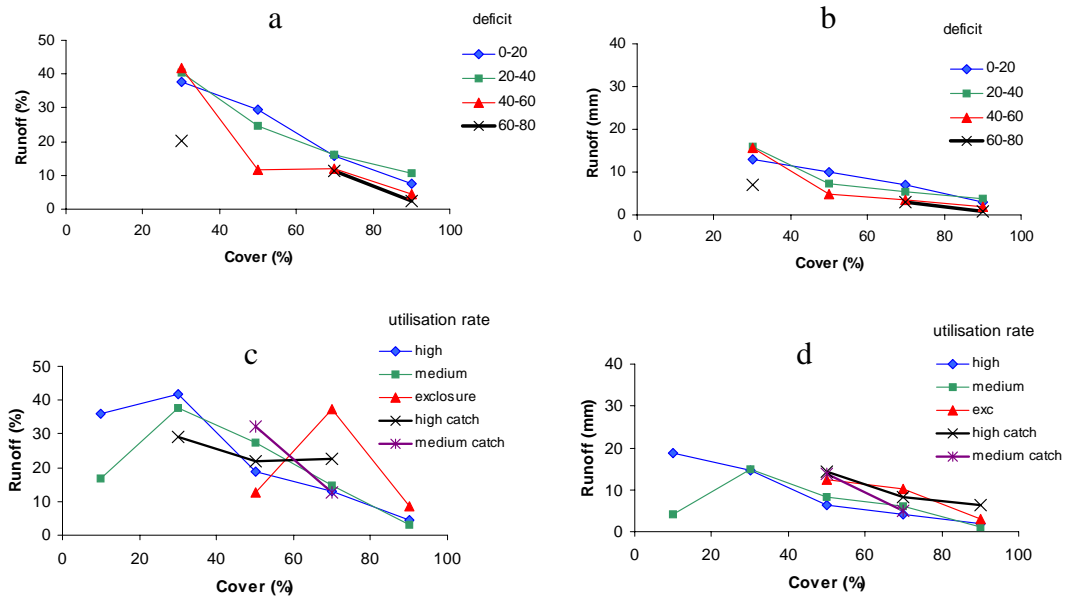 a
deficit
0-20
20-40
40-60
60-80
Runoff (%)
50
40
30
20
10
0
0 20 40 60 80 100
Cover (%)
b
deficit
0-20
20-40
40-60
60-80
Runoff (mm)
40
30
20
10
0
0 20 40 60 80 100
Cover (%)
c
utilisation rate
high
medium
exclosure
high catch
medium catch
Runoff (%)
50
40
30
20
10
0
0 20 40 60 80 100
Cover (%)
d
utilisation rate
high
medium
exc
high catch
medium catch
Runoff (mm)
40
30
20
10
0
0 20 40 60 80 100
Cover (%)